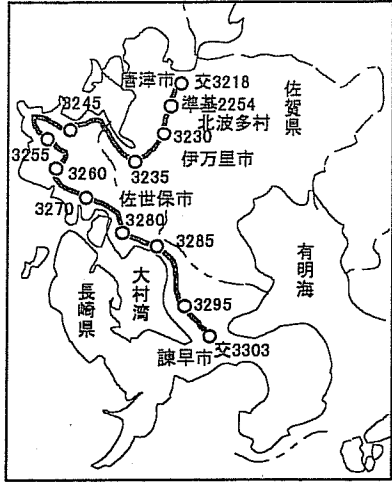 唐津市
交3218
準基2254
北波多村
3230
伊万里市
3235
3245
3255
3260
3270
佐世保市
3280
3285
3295
交3303
諫早市
佐賀県
有明海
大村湾
長崎県